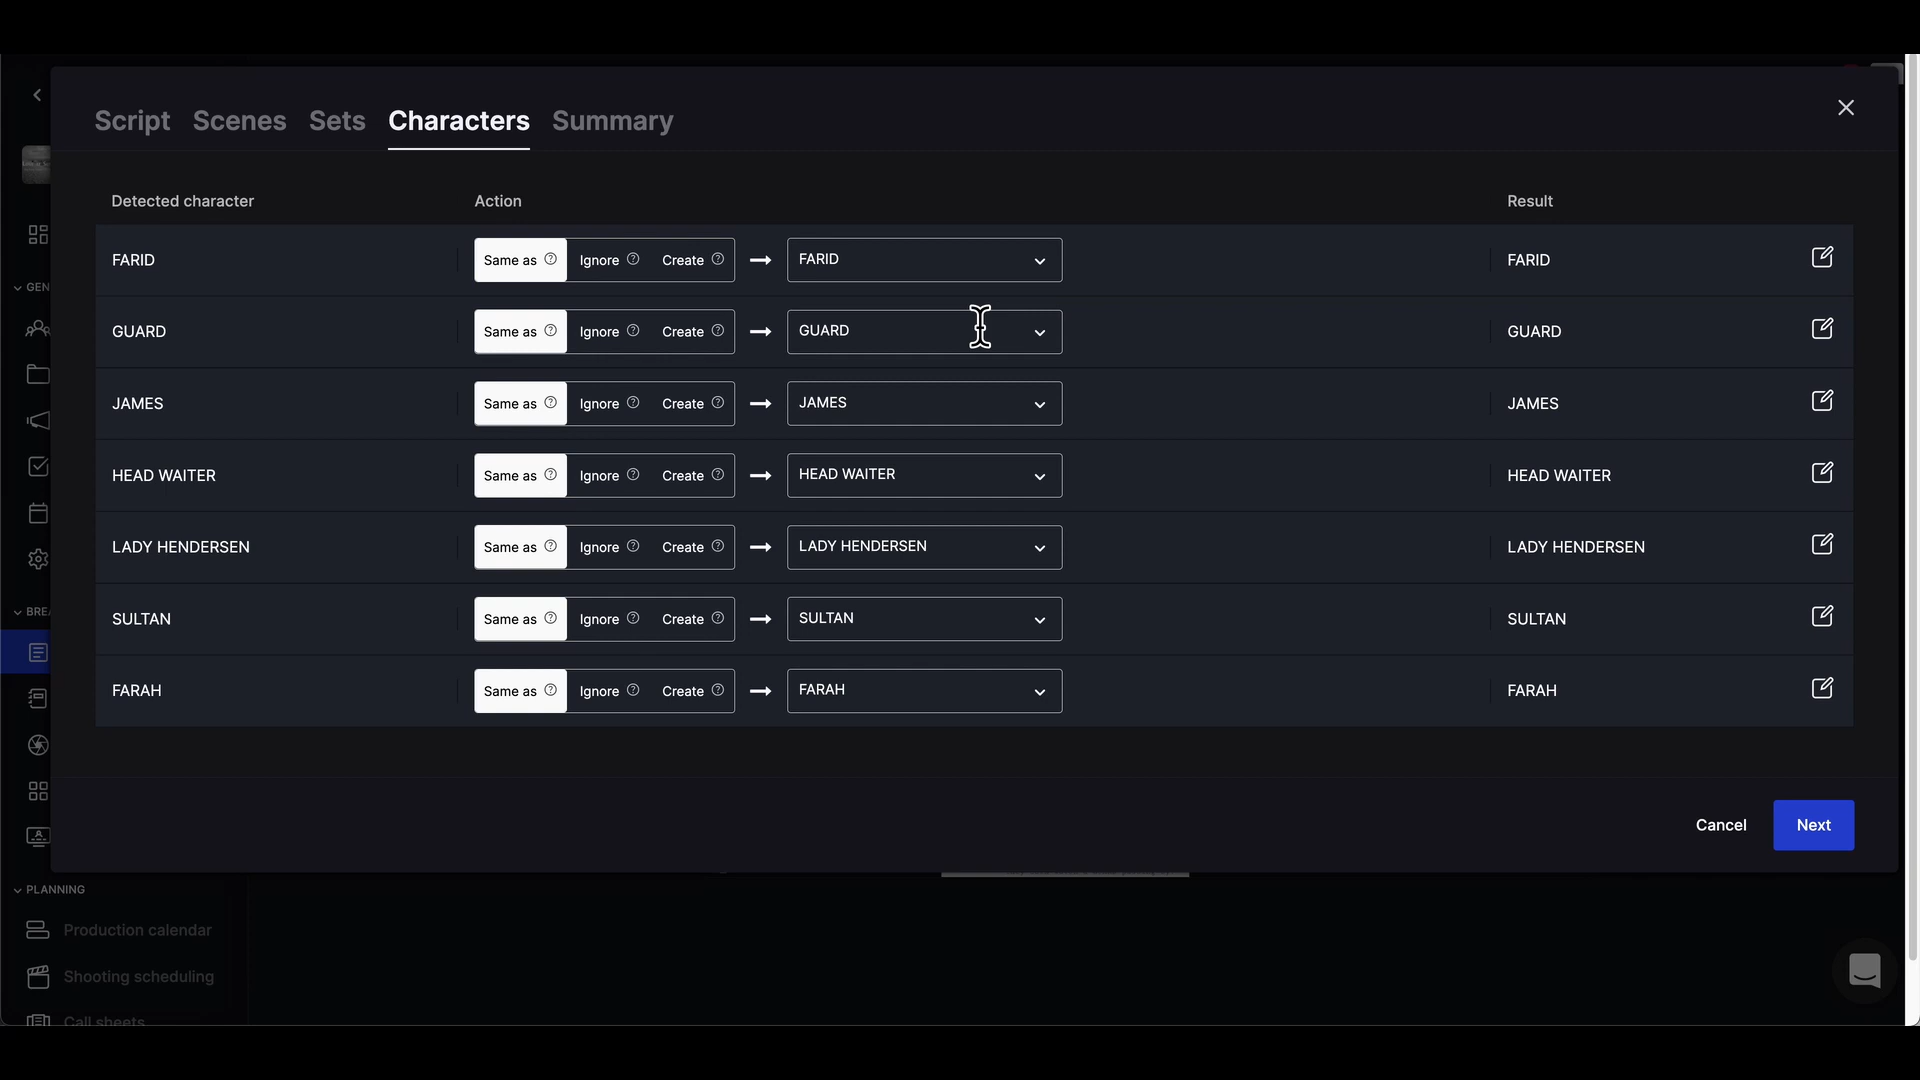 Script Scenes Sets Characters Summary
Detected character Action Result
GEN
FARID Same as Ignore Create FARID FARID
GUARD Same as Ignore Create GUARD GUARD
JAMES Same as Ignore Create JAMES JAMES
HEAD WAITER Same as Ignore Create HEAD WAITER HEAD WAITER
LADY HENDERSEN Same as Ignore Create LADY HENDERSEN LADY HENDERSEN
BREA
SULTAN Same as Ignore Create SULTAN SULTAN
FARAH Same as Ignore Create FARAH FARAH
Cancel Next
PLANNING
Production calendar
Shooting scheduling
Call sheets